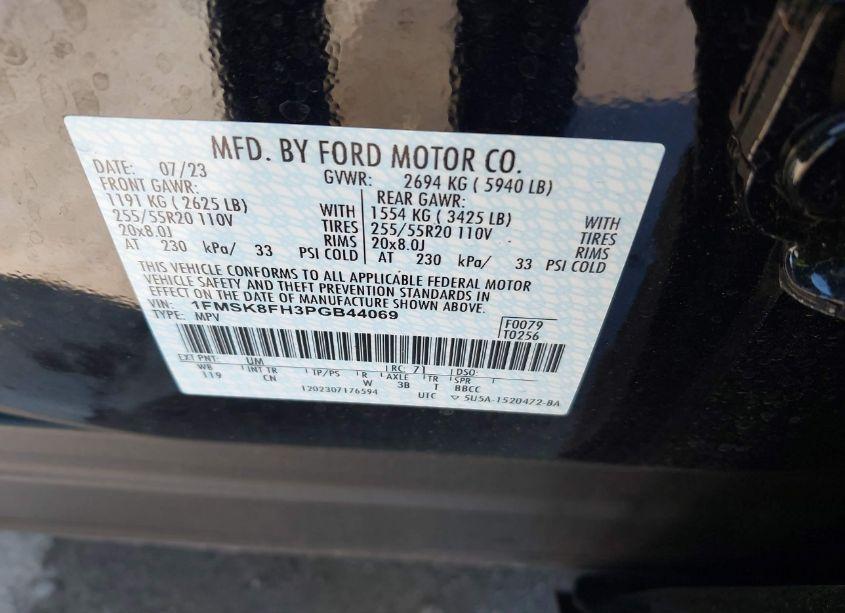 MFD. BY FORD MOTOR CO.
DATE: 07/23 GVWR: 2694 KG ( 5940 LB)
FRONT GAWR: REAR GAWR:
1191 KG ( 2625 LB) WITH 1554 KG ( 3425 LB) WITH
255/55R20 110V TIRES 255/55R20 110V TIRES
20x8.0J RIMS 20x8.0J RIMS
AT 230 kPa/ 33 PSI COLD AT 230 kPa/ 33 PSI COLD
THIS VEHICLE CONFORMS TO ALL APPLICABLE FEDERAL MOTOR
VEHICLE SAFETY AND THEFT PREVENTION STANDARDS IN
EFFECT ON THE DATE OF MANUFACTURE SHOWN ABOVE.
VIN: 1FMSK8FH3PGB44069 F0079
TYPE: MPV T0256
EXT PNT: UM RC: 71 DSO:
WB INT TR TP/PS R AXLE TR SPR
119 CN W 3B T BBCC
1202307176594 UTC ▽ 5U5A-1520472-BA